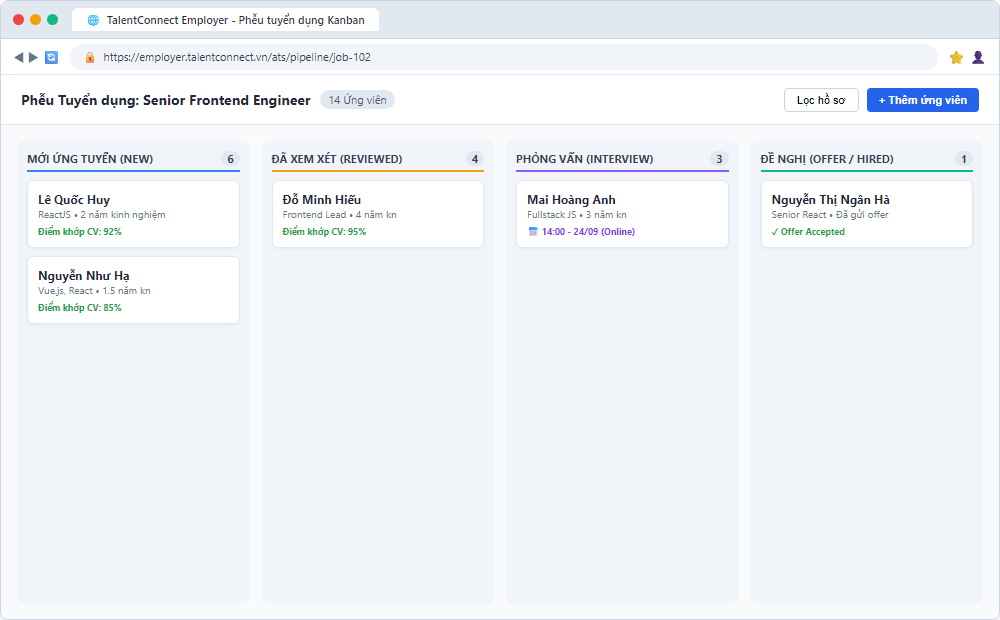 TalentConnect Employer - Phễu tuyển dụng Kanban
https://employer.talentconnect.vn/ats/pipeline/job-102
Phễu Tuyển dụng: Senior Frontend Engineer
14 Ứng viên
Lọc hồ sơ
+ Thêm ứng viên
MỚI ỨNG TUYỂN (NEW)
6
Lê Quốc Huy
ReactJS • 2 năm kinh nghiệm
Điểm khớp CV: 92%
Nguyễn Như Hạ
Vue.js, React • 1.5 năm kn
Điểm khớp CV: 85%
ĐÃ XEM XÉT (REVIEWED)
4
Đỗ Minh Hiếu
Frontend Lead • 4 năm kn
Điểm khớp CV: 95%
PHỎNG VẤN (INTERVIEW)
3
Mai Hoàng Anh
Fullstack JS • 3 năm kn
14:00 - 24/09 (Online)
ĐỀ NGHỊ (OFFER / HIRED)
1
Nguyễn Thị Ngân Hà
Senior React • Đã gửi offer
✓ Offer Accepted